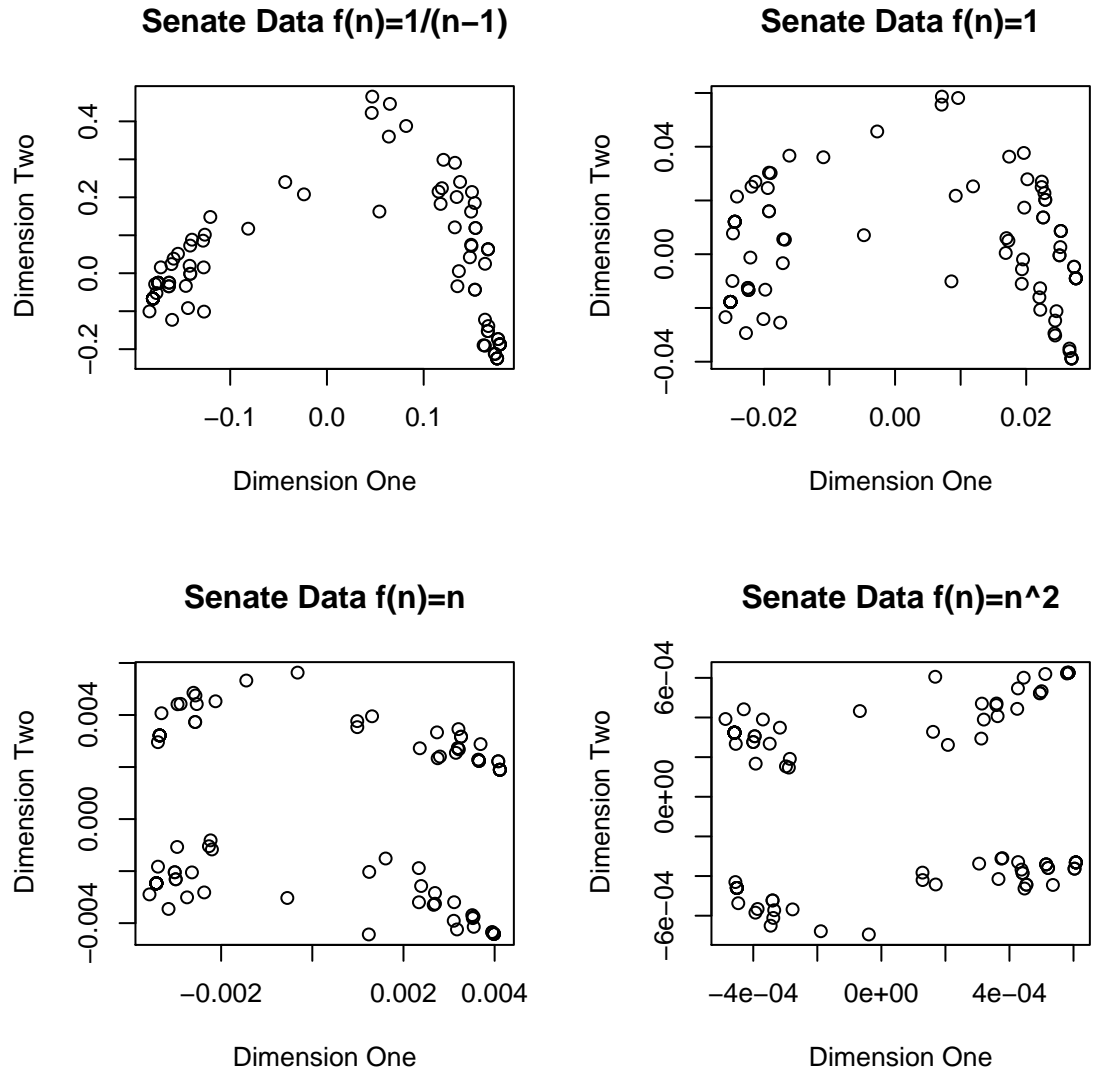 Senate Data f(n)=1/(n−1)
Dimension Two
−0.2 0.0 0.2 0.4
−0.1 0.0 0.1
Dimension One
Senate Data f(n)=1
Dimension Two
−0.04 0.00 0.04
−0.02 0.00 0.02
Dimension One
Senate Data f(n)=n
Dimension Two
−0.004 0.000 0.004
−0.002 0.002 0.004
Dimension One
Senate Data f(n)=n^2
Dimension Two
−6e−04 0e+00 6e−04
−4e−04 0e+00 4e−04
Dimension One